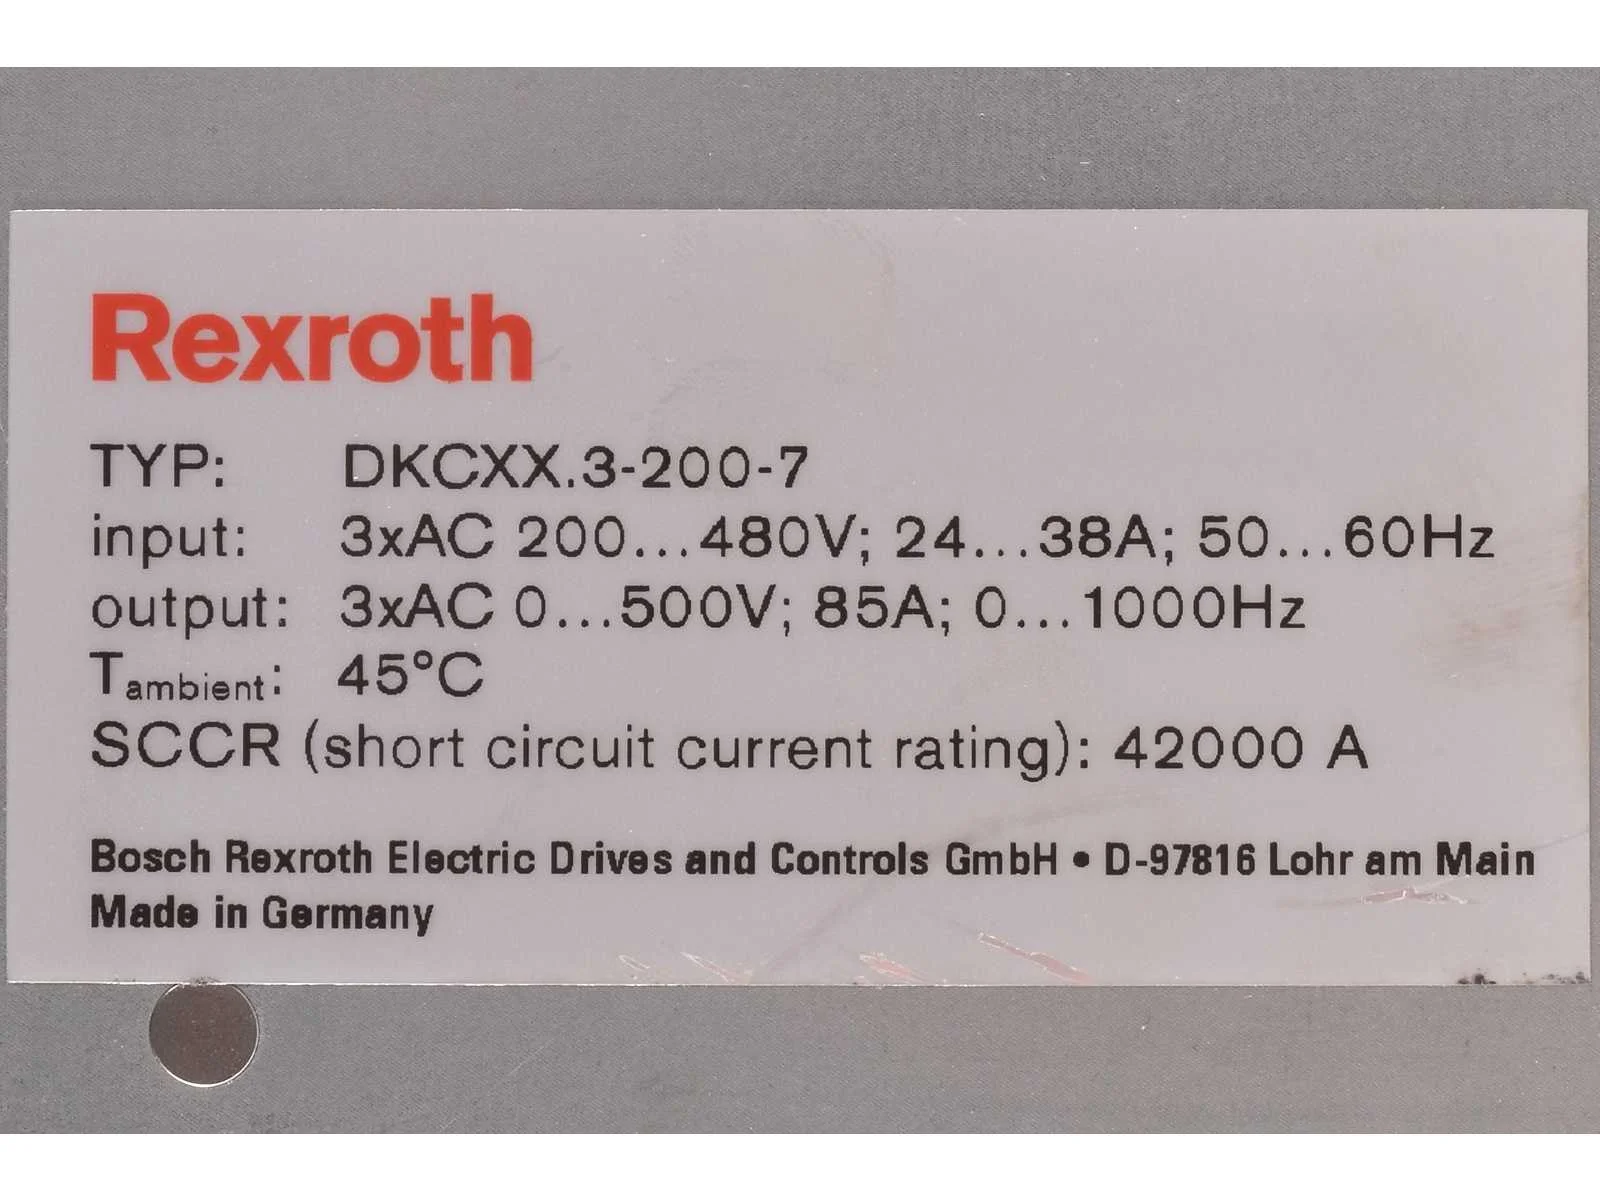 Rexroth
TYP: DKCXX.3-200-7
input: 3xAC 200...480V; 24...38A; 50...60Hz
output: 3xAC 0...500V; 85A; 0...1000Hz
Tambient: 45°C
SCCR (short circuit current rating): 42000 A
Bosch Rexroth Electric Drives and Controls GmbH • D-97816 Lohr am Main
Made in Germany